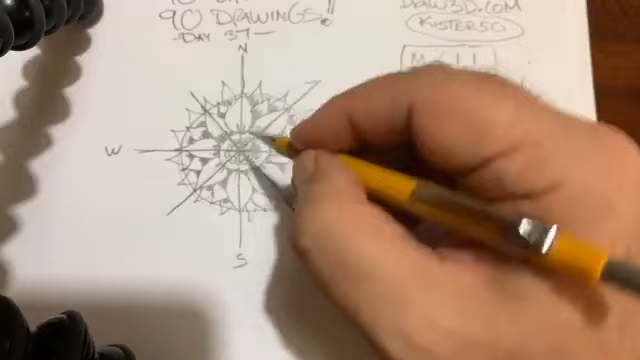 90 DRAWINGS!!
-DAY 37-
N
W
S
DRAW3D.COM
KISTER50